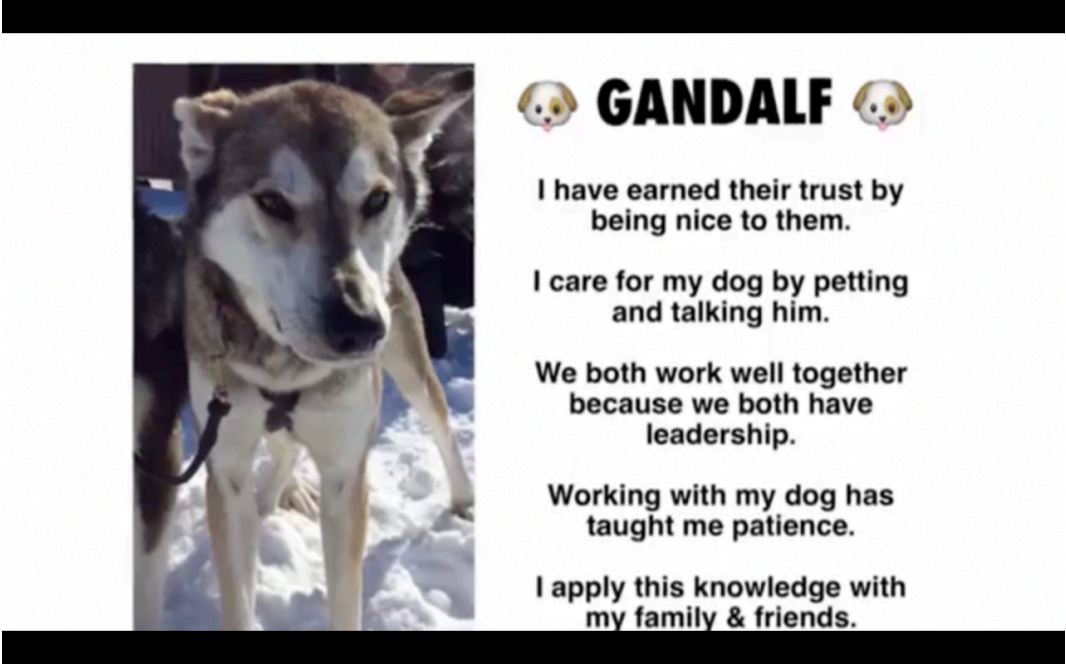 GANDALF
I have earned their trust by
being nice to them.
I care for my dog by petting
and talking him.
We both work well together
because we both have
leadership.
Working with my dog has
taught me patience.
I apply this knowledge with
my family & friends.